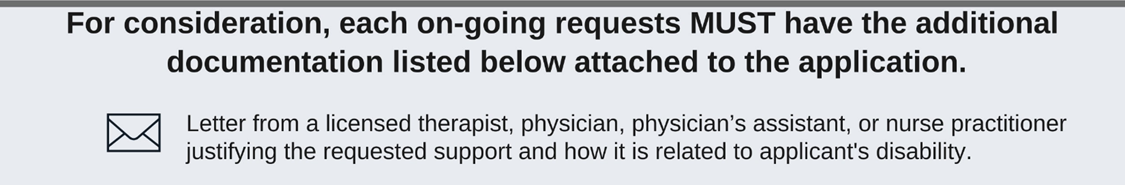 For consideration, each on-going requests MUST have the additional
documentation listed below attached to the application.
Letter from a licensed therapist, physician, physician’s assistant, or nurse practitioner
justifying the requested support and how it is related to applicant's disability.